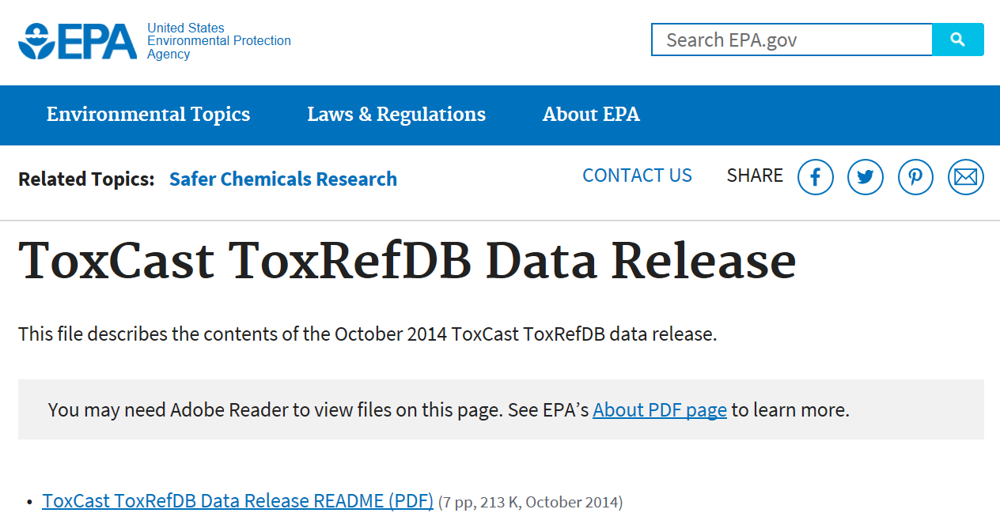 EPA
United States
Environmental Protection
Agency
Search EPA.gov
Environmental Topics
Laws & Regulations
About EPA
Related Topics: Safer Chemicals Research
CONTACT US
SHARE
ToxCast ToxRefDB Data Release
This file describes the contents of the October 2014 ToxCast ToxRefDB data release.
You may need Adobe Reader to view files on this page. See EPA’s About PDF page to learn more.
• ToxCast ToxRefDB Data Release README (PDF) (7 pp, 213 K, October 2014)